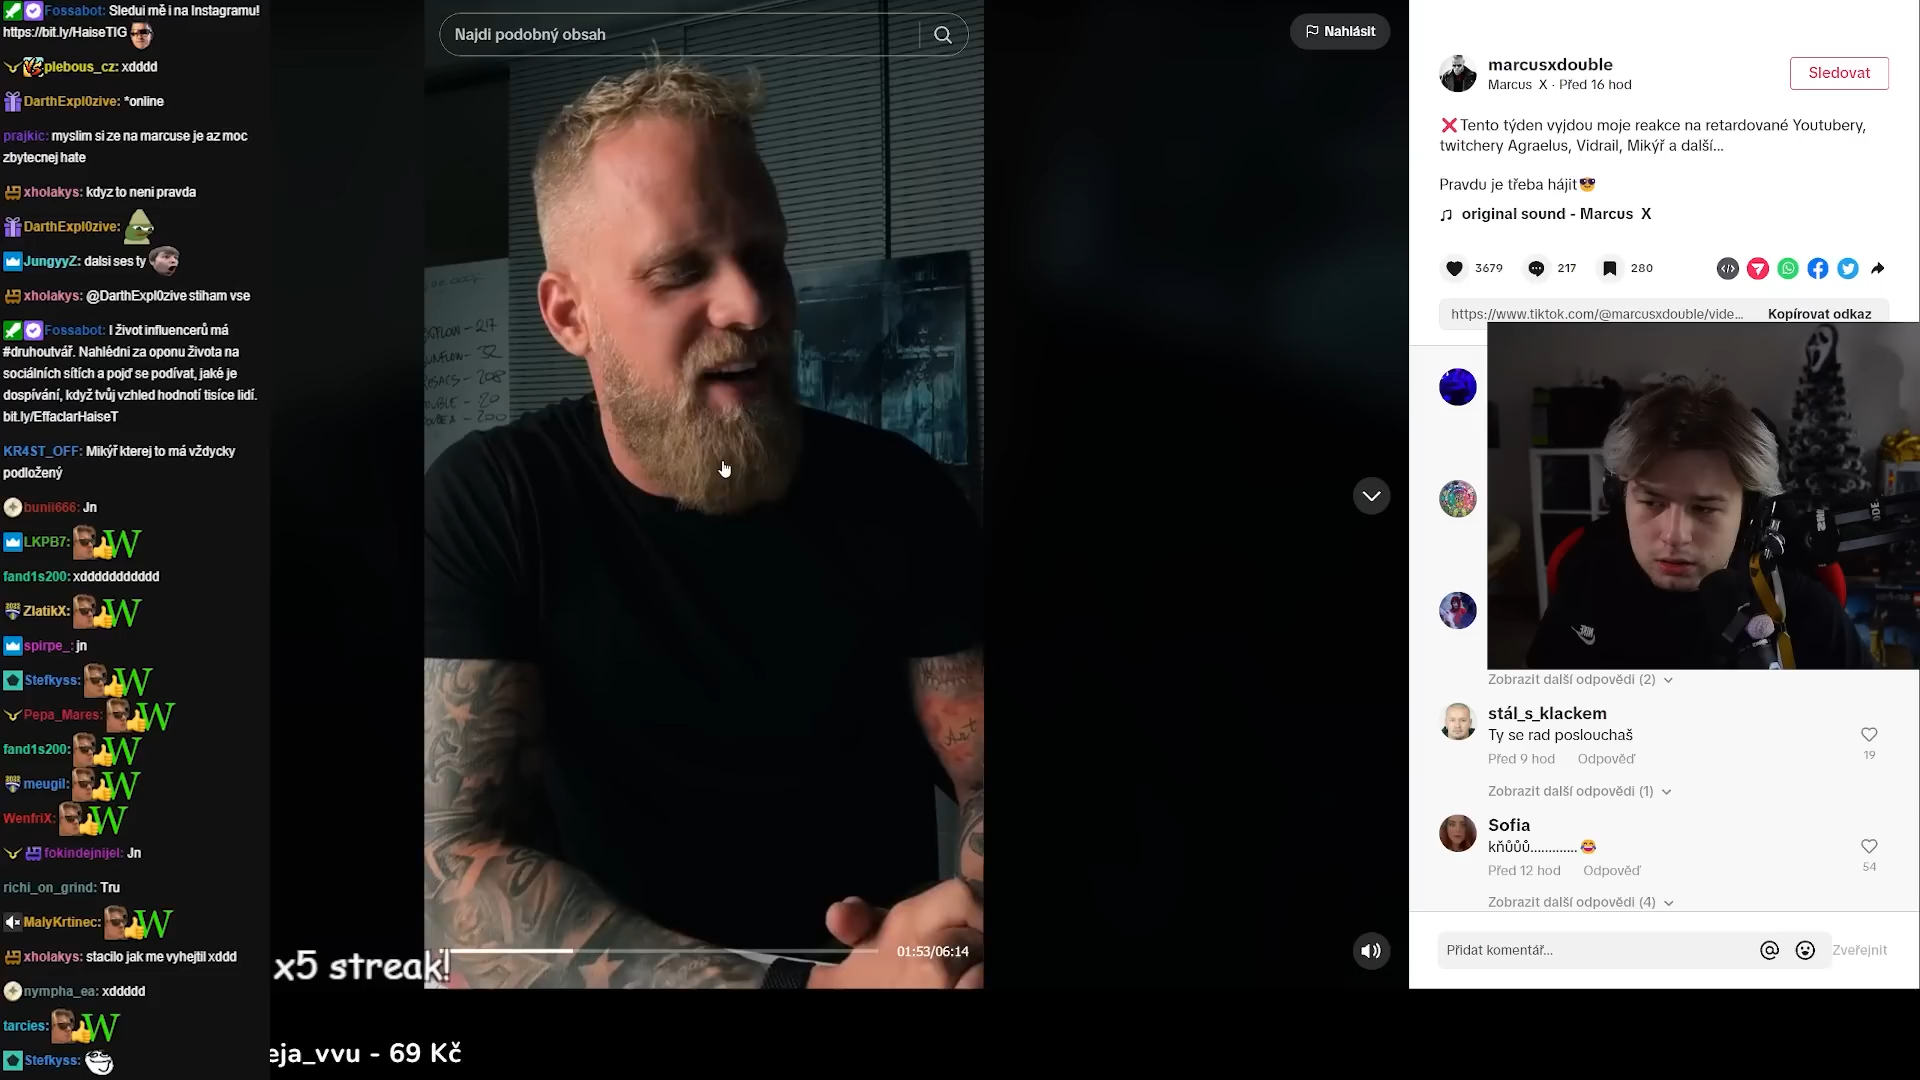 Fossabot: Sleduj mě i na Instagramu!
https://bit.ly/HaiseTIG
plebous_cz: xdddd
DarthExpl0zive: *online
prajkic: myslim si ze na marcuse je az moc
zbytecnej hate
xholakys: kdyz to neni pravda
DarthExpl0zive:
JungyyZ: dalsi ses ty
xholakys: @DarthExpl0zive stiham vse
Fossabot: I život influencerů má
#druhoutvář. Nahlédni za oponu života na
sociálních sítích a pojď se podívat, jaké je
dospívání, když tvůj vzhled hodnotí tisíce lidí.
bit.ly/EffaclarHaiseT
KR4ST_OFF: Mikýř kterej to má vždycky
podložený
bunii666: Jn
LKPB7: W
fand1s200: xddddddddddd
ZlatikX: W
spirpe_: jn
Stefkyss: W
Pepa_Mares: W
fand1s200: W
meugil: W
WenfriX: W
fokindejnijel: Jn
richi_on_grind: Tru
MalyKrtinec: W
xholakys: stacilo jak me vyhejtil xddd
nympha_ea: xddddd
tarcies: W
Stefkyss:
Najdi podobný obsah
Nahlásit
01:53/06:14
x5 streak!
eja_vvu - 69 Kč
marcusxdouble
Marcus X · Před 16 hod
Sledovat
❌Tento týden vyjdou moje reakce na retardované Youtubery,
twitchery Agraelus, Vidrail, Mikýř a další...
Pravdu je třeba hájit😎
♫ original sound - Marcus X
3679
217
280
https://www.tiktok.com/@marcusxdouble/vide...
Kopírovat odkaz
Zobrazit další odpovědi (2)
stál_s_klackem
Ty se rad posloucháš
19
Před 9 hod Odpověď
Zobrazit další odpovědi (1)
Sofia
kňůůů............. 😂
54
Před 12 hod Odpověď
Zobrazit další odpovědi (4)
Přidat komentář...
Zveřejnit